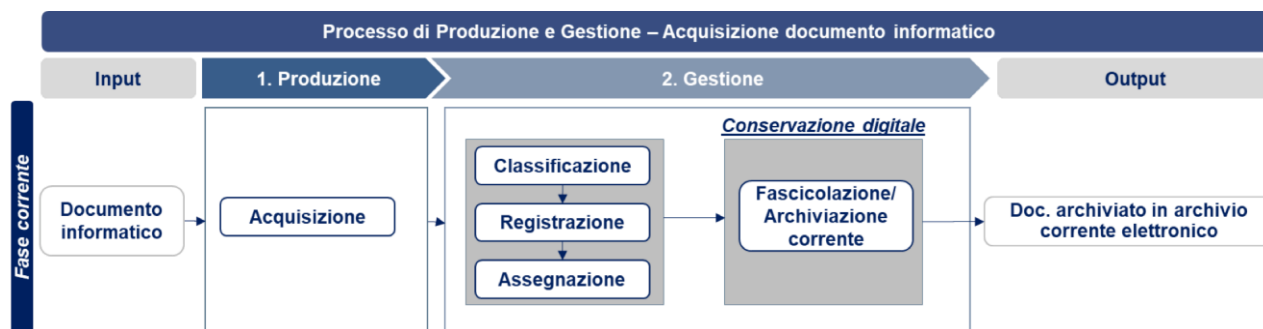 Processo di Produzione e Gestione – Acquisizione documento informatico
Input
1. Produzione
2. Gestione
Output
Fase corrente
Documento
informatico
Acquisizione
Classificazione
Registrazione
Assegnazione
Conservazione digitale
Fascicolazione/
Archiviazione
corrente
Doc. archiviato in archivio
corrente elettronico